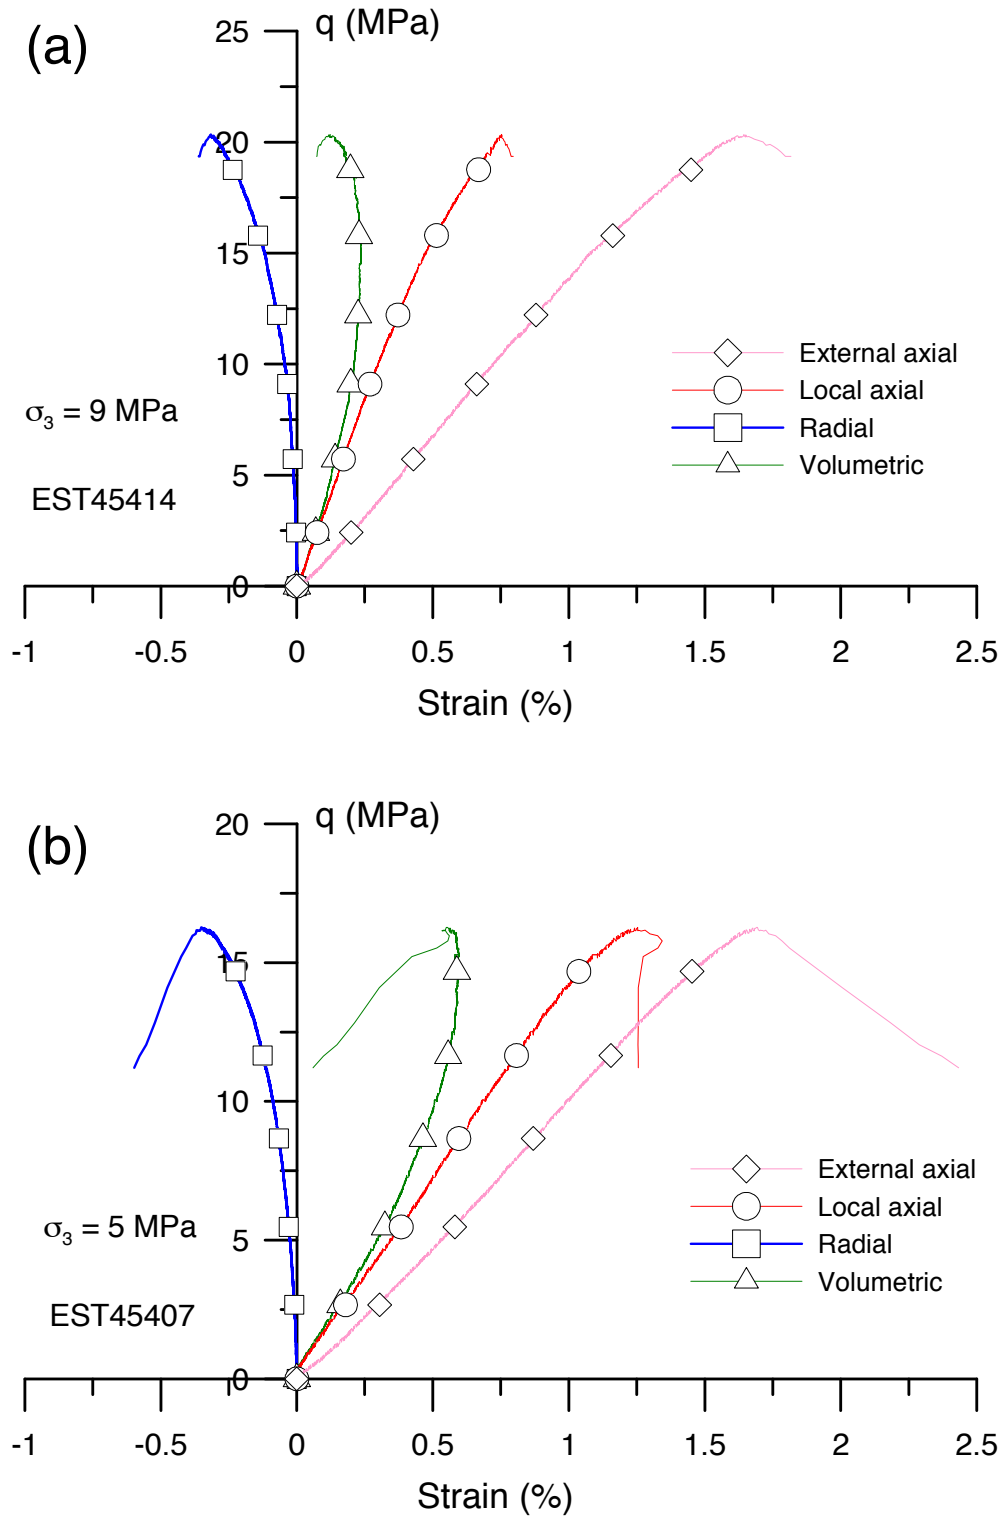 (a)
q (MPa)
25
20
15
10
5
0
σ3 = 9 MPa
EST45414
External axial
Local axial
Radial
Volumetric
-1 -0.5 0 0.5 1 1.5 2 2.5
Strain (%)
(b)
q (MPa)
20
15
10
5
0
σ3 = 5 MPa
EST45407
External axial
Local axial
Radial
Volumetric
-1 -0.5 0 0.5 1 1.5 2 2.5
Strain (%)